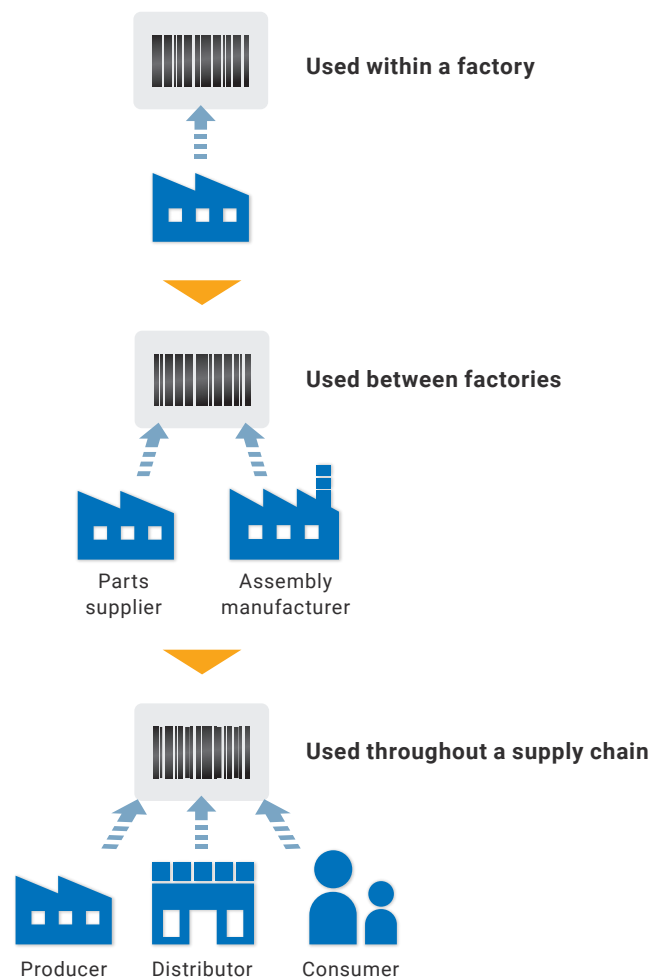 Used within a factory
Used between factories
Parts
supplier
Assembly
manufacturer
Used throughout a supply chain
Producer
Distributor
Consumer